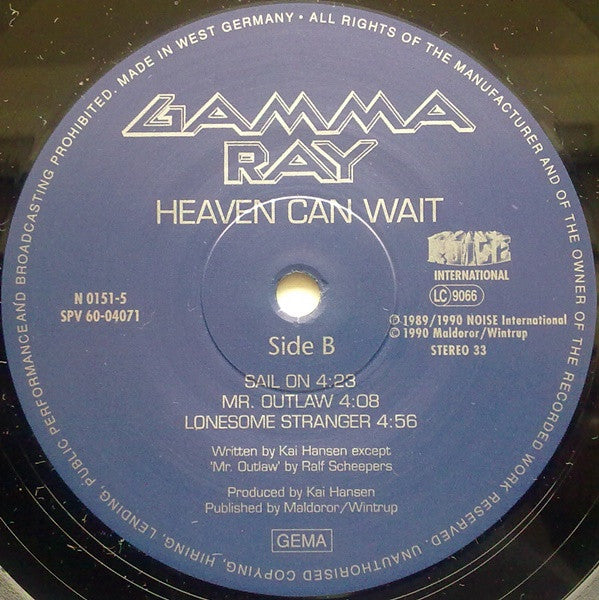 MADE IN WEST GERMANY • ALL RIGHTS OF THE MANUFACTURER AND OF THE OWNER OF THE RECORDED WORK RESERVED. UNAUTHORISED COPYING, HIRING, LENDING, PUBLIC PERFORMANCE AND BROADCASTING PROHIBITED.
GAMMA
RAY
HEAVEN CAN WAIT
NOISE
INTERNATIONAL
LC 9066
N 0151-5
SPV 60-04071
℗ 1989/1990 NOISE International
© 1990 Maldoror/Wintrup
STEREO 33
Side B
SAIL ON 4:23
MR. OUTLAW 4:08
LONESOME STRANGER 4:56
Written by Kai Hansen except
'Mr. Outlaw' by Ralf Scheepers
Produced by Kai Hansen
Published by Maldoror/Wintrup
GEMA